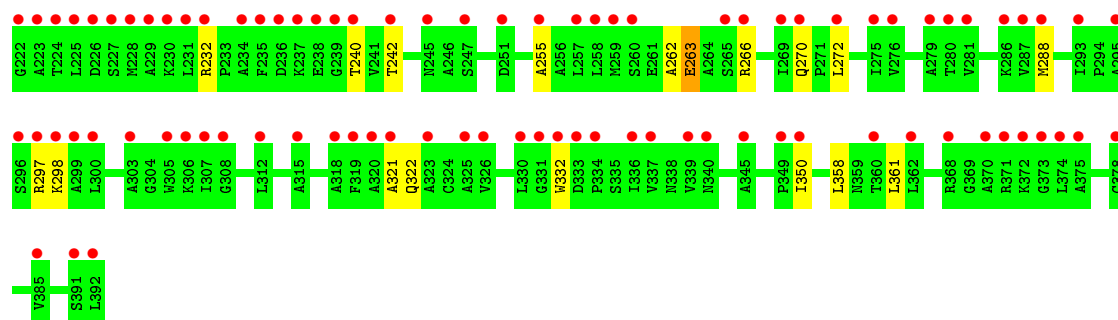 G222 A223 T224 L225 D226 S227 M228 A229 K230 L231 R232 P233 A234 F235 D236 K237 E238 G239 T240 V241 T242 N245 A246 S247 D251 A255 A256 L257 L258 M259 S260 E261 A262 E263 A264 S265 R266 I269 Q270 P271 L272 I275 V276 A279 T280 V281 K286 V287 M288 I293 P294 A295
S296 R297 K298 A299 L300 A303 G304 W305 K306 I307 G308 L312 A315 A318 F319 A320 A321 Q322 A323 C324 A325 V326 L330 G331 W332 D333 P334 S335 I336 V337 N338 V339 N340 A345 P349 I350 L358 N359 T360 L361 L362 R368 G369 A370 R371 K372 G373 L374 A375
V385 S391 L392